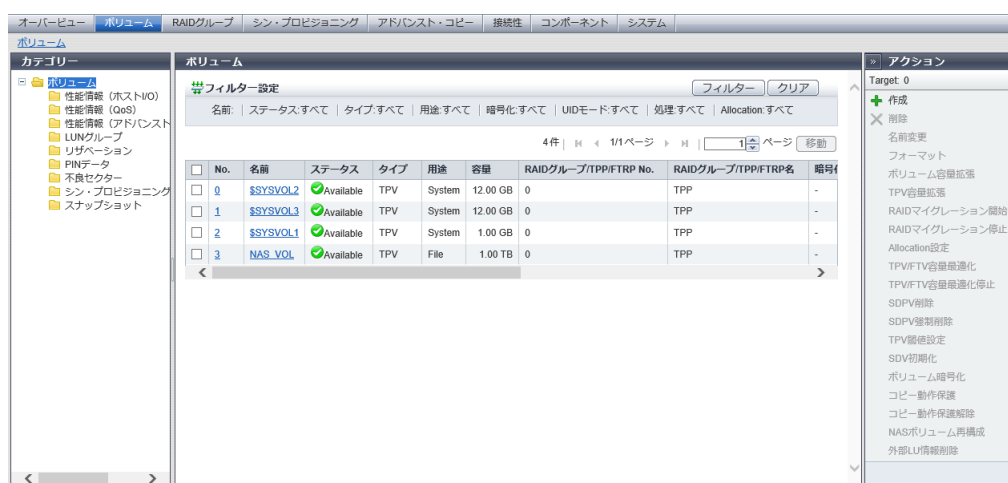 オーバービュー ボリューム RAIDグループ シン・プロビジョニング アドバンスト・コピー 接続性 コンポーネント システム
ボリューム
カテゴリー
ボリューム
性能情報（ホストI/O）
性能情報（QoS）
性能情報（アドバンスト
LUNグループ
リザベーション
PINデータ
不良セクター
シン・プロビジョニング
スナップショット
ボリューム
フィルター設定 フィルター クリア
名前: | ステータス:すべて | タイプ:すべて | 用途:すべて | 暗号化:すべて | UIDモード:すべて | 処理:すべて | Allocation:すべて
4件 | 1/1ページ | 1 ページ 移動
No. 名前 ステータス タイプ 用途 容量 RAIDグループ/TPP/FTRP No. RAIDグループ/TPP/FTRP名 暗号化
0 $SYSVOL2 Available TPV System 12.00 GB 0 TPP -
1 $SYSVOL3 Available TPV System 12.00 GB 0 TPP -
2 $SYSVOL1 Available TPV System 1.00 GB 0 TPP -
3 NAS_VOL Available TPV File 1.00 TB 0 TPP -
» アクション
Target: 0
作成
削除
名前変更
フォーマット
ボリューム容量拡張
TPV容量拡張
RAIDマイグレーション開始
RAIDマイグレーション停止
Allocation設定
TPV/FTV容量最適化
TPV/FTV容量最適化停止
SDPV削除
SDPV強制削除
TPV閾値設定
SDV初期化
ボリューム暗号化
コピー動作保護
コピー動作保護解除
NASボリューム再構成
外部LU情報削除